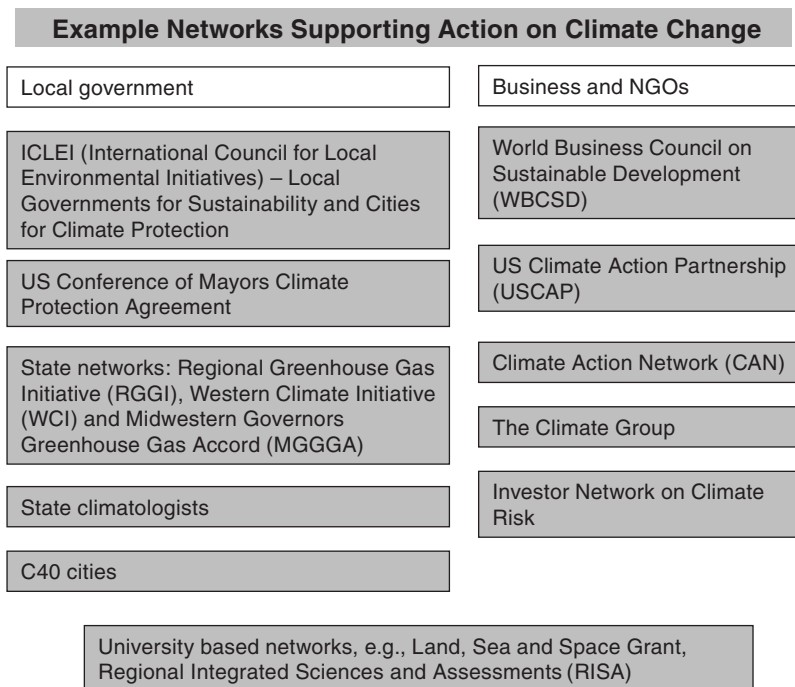 Example Networks Supporting Action on Climate Change
Local government
ICLEI (International Council for Local
Environmental Initiatives) – Local
Governments for Sustainability and Cities
for Climate Protection
US Conference of Mayors Climate
Protection Agreement
State networks: Regional Greenhouse Gas
Initiative (RGGI), Western Climate Initiative
(WCI) and Midwestern Governors
Greenhouse Gas Accord (MGGGA)
State climatologists
C40 cities
Business and NGOs
World Business Council on
Sustainable Development
(WBCSD)
US Climate Action Partnership
(USCAP)
Climate Action Network (CAN)
The Climate Group
Investor Network on Climate
Risk
University based networks, e.g., Land, Sea and Space Grant,
Regional Integrated Sciences and Assessments (RISA)